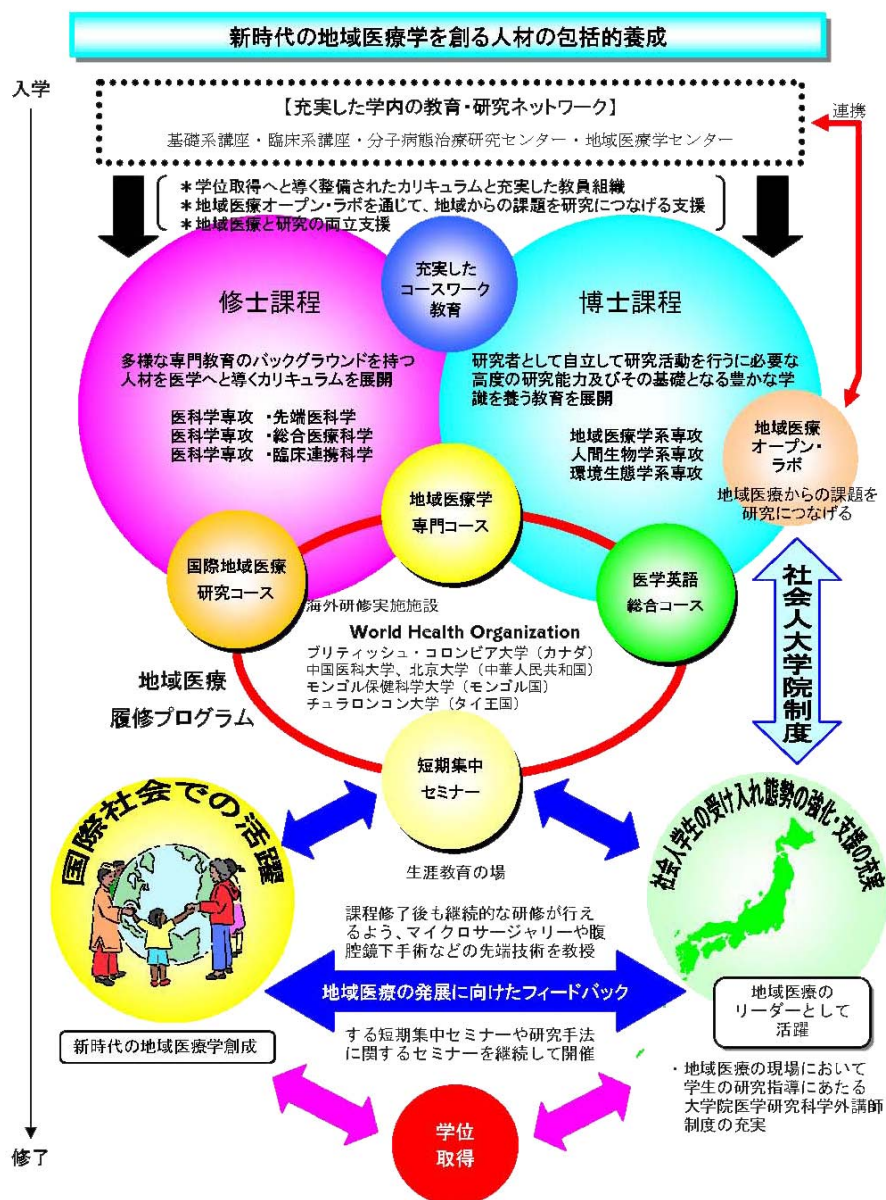 新時代の地域医療学を創る人材の包括的養成
入学
【充実した学内の教育・研究ネットワーク】
基礎系講座・臨床系講座・分子病態治療研究センター・地域医療学センター
連携
＊学位取得へと導く整備されたカリキュラムと充実した教員組織
＊地域医療オープン・ラボを通じて、地域からの課題を研究につなげる支援
＊地域医療と研究の両立支援
充実した
コースワーク
教育
修士課程
多様な専門教育のバックグラウンドを持つ
人材を医学へと導くカリキュラムを展開
医科学専攻 ・先端医科学
医科学専攻 ・総合医療科学
医科学専攻 ・臨床連携科学
博士課程
研究者として自立して研究活動を行うに必要な
高度の研究能力及びその基礎となる豊かな学
識を養う教育を展開
地域医療学系専攻
人間生物学系専攻
環境生態学系専攻
地域医療
オープン・
ラボ
地域医療からの課題を
研究につなげる
地域医療学
専門コース
国際地域医療
研究コース
医学英語
総合コース
海外研修実施施設
World Health Organization
ブリティッシュ・コロンビア大学（カナダ）
中国医科大学、北京大学（中華人民共和国）
モンゴル保健科学大学（モンゴル国）
チュラロンコン大学（タイ王国）
地域医療
履修プログラム
社会人大学院制度
短期集中
セミナー
国際社会での活躍
社会人学生の受け入れ態勢の強化・支援の充実
生涯教育の場
課程修了後も継続的な研修が行え
るよう、マイクロサージャリーや腹
腔鏡下手術などの先端技術を教授
地域医療の発展に向けたフィードバック
する短期集中セミナーや研究手法
に関するセミナーを継続して開催
新時代の地域医療学創成
地域医療の
リーダーとして
活躍
・地域医療の現場において
学生の研究指導にあたる
大学院医学研究科学外講師
制度の充実
学位
取得
修了